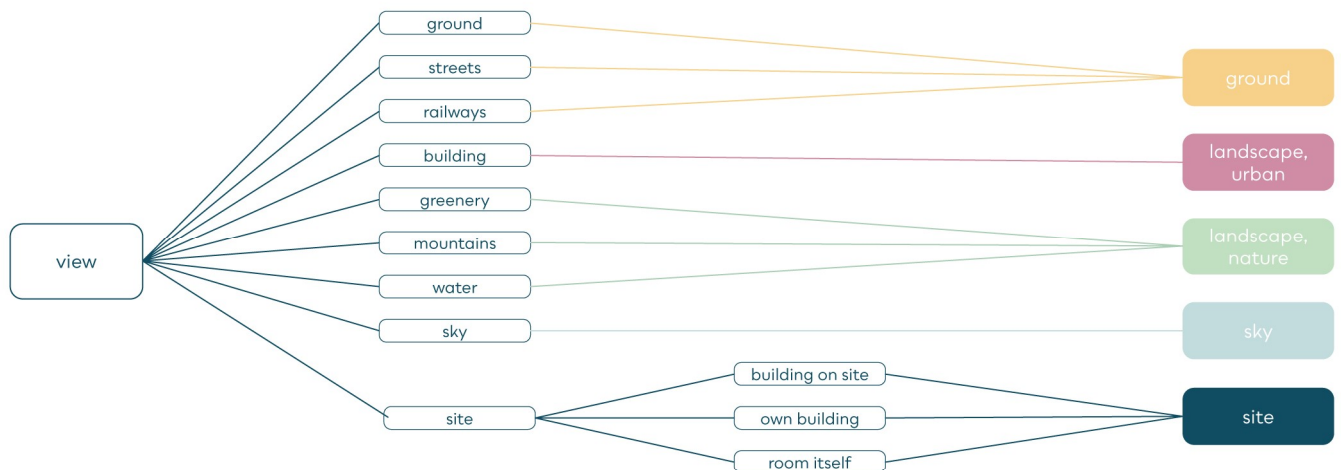 ground
streets
railways
building
greenery
mountains
water
sky
site
view
building on site
own building
room itself
ground
landscape,
urban
landscape,
nature
sky
site